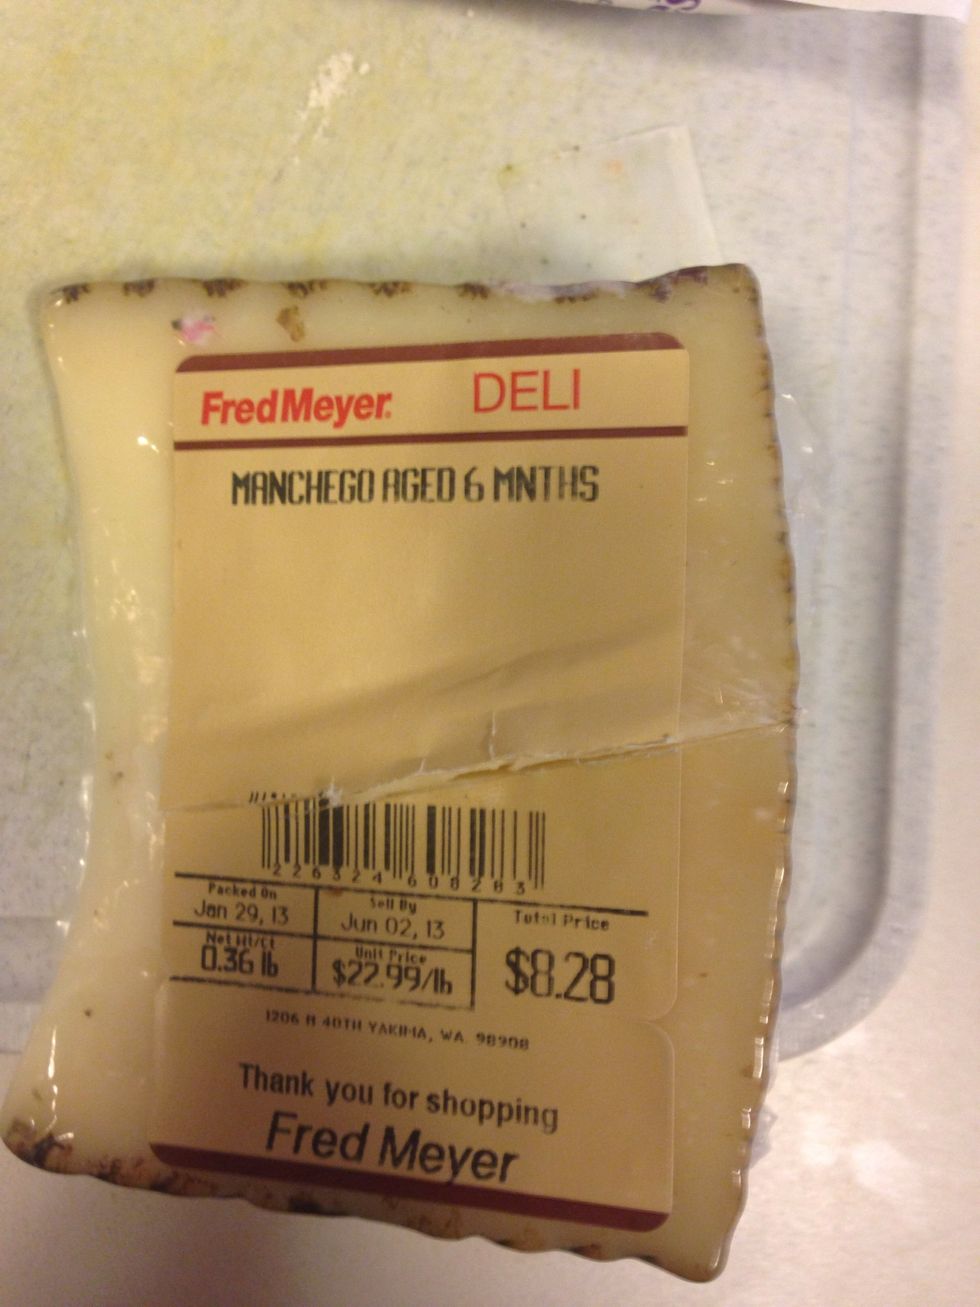 FredMeyer. DELI
MANCHEGO AGED 6 MNTHS
2 26324 608283
Packed On
Jan 29, 13
Sell By
Jun 02, 13
Total Price
$8.28
Net Wt/Ct
0.36 lb
Unit Price
$22.99/lb
1206 N 40TH YAKIMA, WA. 98908
Thank you for shopping
Fred Meyer